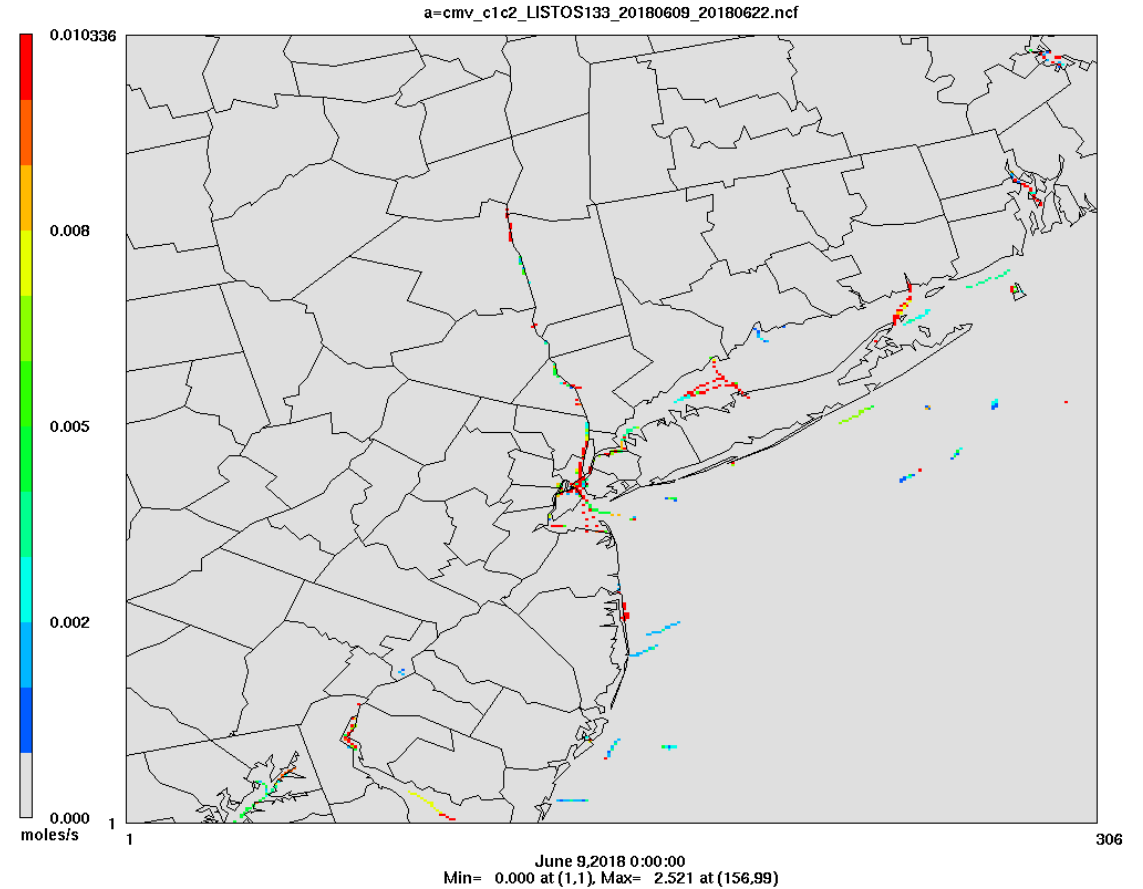 a=cmv_c1c2_LISTOS133_20180609_20180622.ncf
0.010336
0.008
0.005
0.002
0.000
moles/s
1
1
306
June 9,2018 0:00:00
Min= 0.000 at (1,1), Max= 2.521 at (156,99)